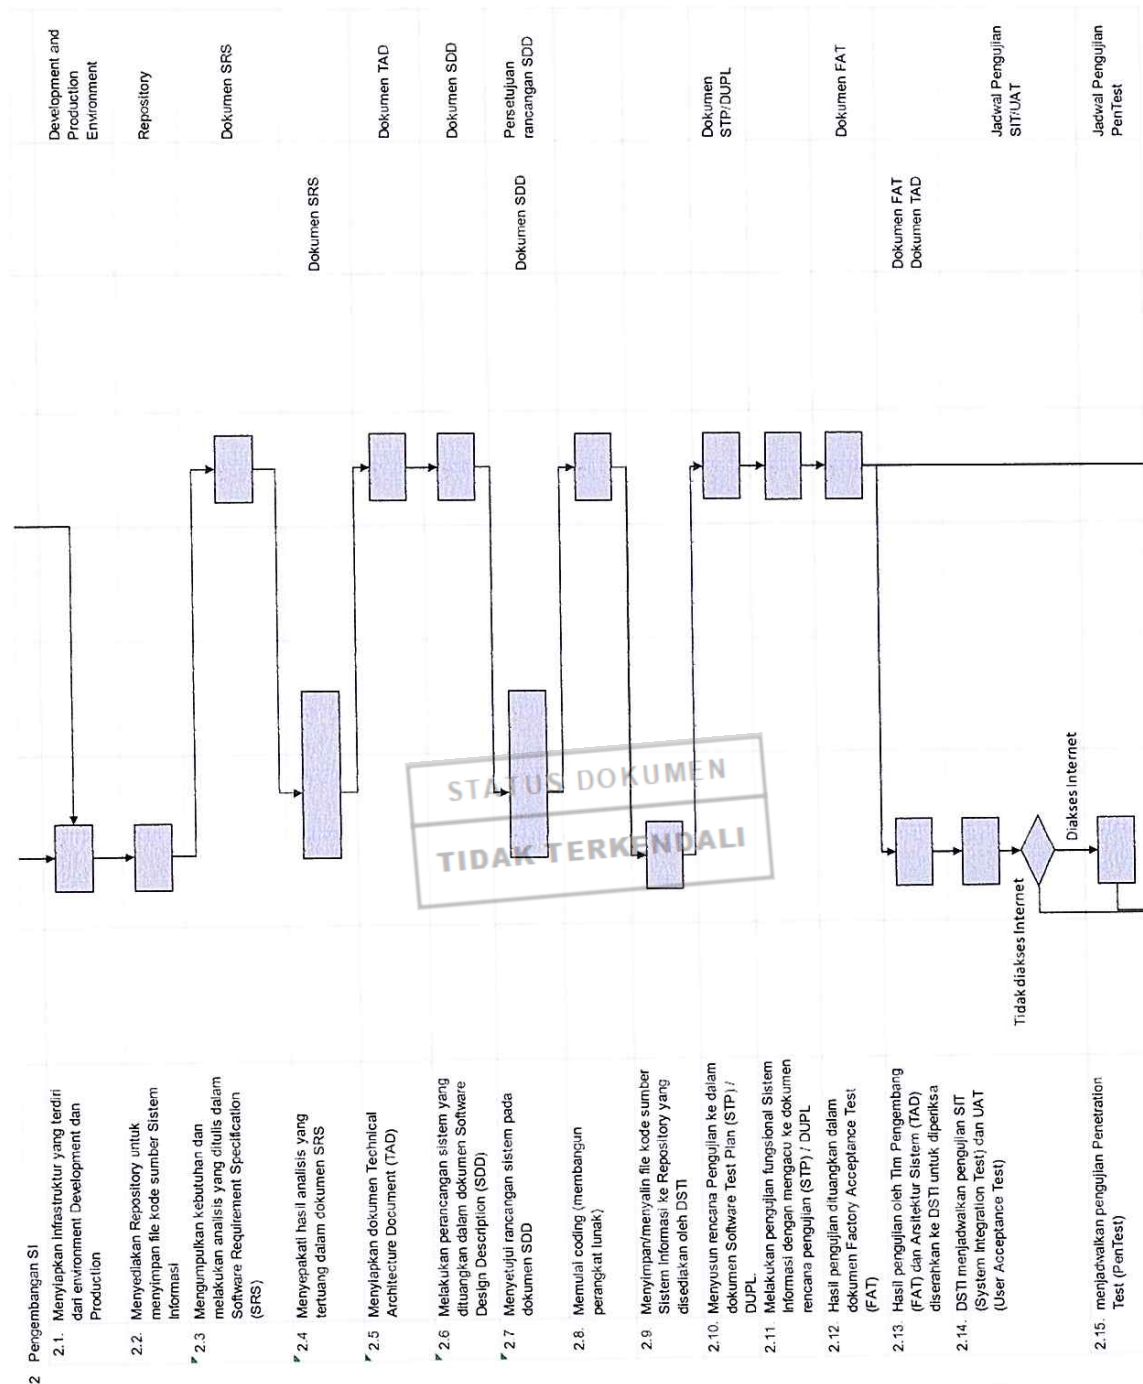 2 Pengembangan SI
2.1. Menyiapkan Infrastruktur yang terdiri
dari environment Development dan
Production
Development and
Production
Environment
2.2. Menyediakan Repository untuk
menyimpan file kode sumber Sistem
Informasi
Repository
2.3 Mengumpulkan kebutuhan dan
melakukan analisis yang ditulis dalam
Software Requirement Specification
(SRS)
Dokumen SRS
2.4 Menyepakati hasil analisis yang
tertuang dalam dokumen SRS
Dokumen SRS
2.5 Menyiapkan dokumen Technical
Architecture Document (TAD)
Dokumen TAD
2.6 Melakukan perancangan sistem yang
dituangkan dalam dokumen Software
Design Description (SDD)
Dokumen SDD
2.7 Menyetujui rancangan sistem pada
dokumen SDD
Dokumen SDD
Persetujuan
rancangan SDD
2.8. Memulai coding (membangun
perangkat lunak)
2.9. Menyimpan/menyalin file kode sumber
Sistem Informasi ke Repository yang
disediakan oleh DSTI
2.10. Menyusun rencana Pengujian ke dalam
dokumen Software Test Plan (STP) /
DUPL
Dokumen
STP/DUPL
2.11. Melakukan pengujian fungsional Sistem
Informasi dengan mengacu ke dokumen
rencana pengujian (STP) / DUPL
2.12. Hasil pengujian dituangkan dalam
dokumen Factory Acceptance Test
(FAT)
Dokumen FAT
2.13. Hasil pengujian oleh Tim Pengembang
(FAT) dan Arsitektur Sistem (TAD)
diserahkan ke DSTI untuk diperiksa
Dokumen FAT
Dokumen TAD
2.14. DSTI menjadwalkan pengujian SIT
(System Integration Test) dan UAT
(User Acceptance Test)
Jadwal Pengujian
SIT/UAT
Tidak diakses Internet
Diakses Internet
2.15. menjadwalkan pengujian Penetration
Test (PenTest)
Jadwal Pengujian
PenTest
STATUS DOKUMEN
TIDAK TERKENDALI